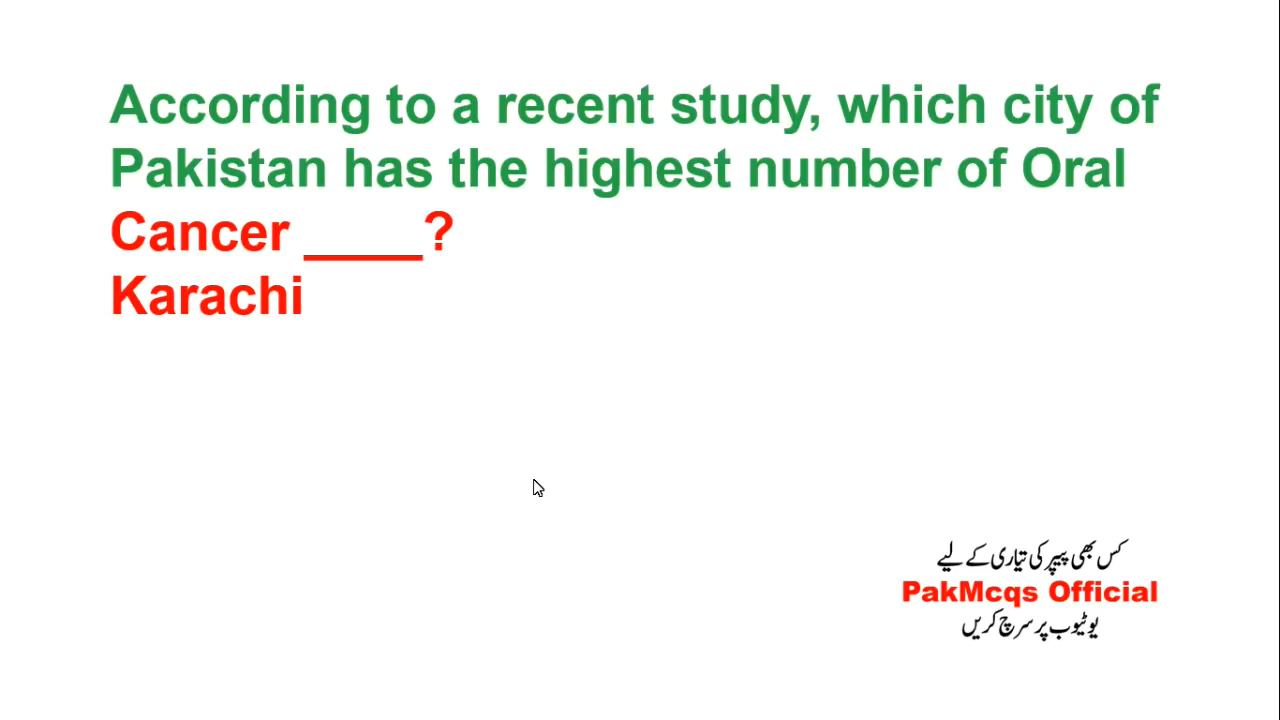 According to a recent study, which city of
Pakistan has the highest number of Oral
Cancer ____?
Karachi
کس بھی پیپر کی تیاری کے لیے
PakMcqs Official
یوٹیوب پر سرچ کریں